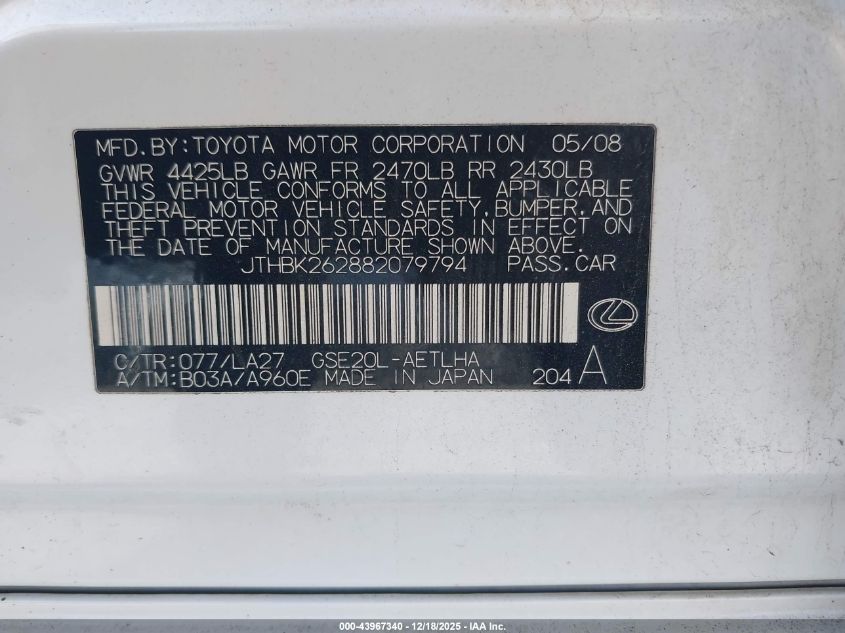 MFD.BY:TOYOTA MOTOR CORPORATION 05/08
GVWR 4425LB GAWR FR 2470LB RR 2430LB
THIS VEHICLE CONFORMS TO ALL APPLICABLE
FEDERAL MOTOR VEHICLE SAFETY,BUMPER,AND
THEFT PREVENTION STANDARDS IN EFFECT ON
THE DATE OF MANUFACTURE SHOWN ABOVE.
JTHBK262882079794 PASS.CAR
C/TR:077/LA27 GSE20L-AETLHA
A/TM:B03A/A960E MADE IN JAPAN 204 A
000-43967340 - 12/18/2025 - IAA Inc.